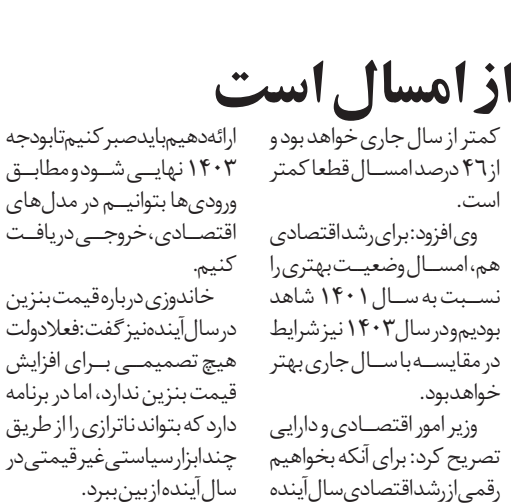 از امسال است
کمتر از سال جاری خواهد بود و
از ۴۶ درصد امسال قطعا کمتر
است.
وی افزود: برای رشد اقتصادی
هم، امسال وضعیت بهتری را
نسبت به سال ۱۴۰۱ شاهد
بودیم و در سال ۱۴۰۳ نیز شرایط
در مقایسه با سال جاری بهتر
خواهد بود.
وزیر امور اقتصادی و دارایی
تصریح کرد: برای آنکه بخواهیم
رقمی از رشد اقتصادی سال آینده
ارائه دهیم باید صبر کنیم تا بودجه
۱۴۰۳ نهایی شود و مطابق
ورودی‌ها بتوانیم در مدل‌های
اقتصادی، خروجی دریافت
کنیم.
خاندوزی درباره قیمت بنزین
در سال آینده نیز گفت: فعلا دولت
هیچ تصمیمی برای افزایش
قیمت بنزین ندارد، اما در برنامه
دارد که بتواند ناترازی را از طریق
چند ابزار سیاستی غیر قیمتی در
سال آینده از بین ببرد.